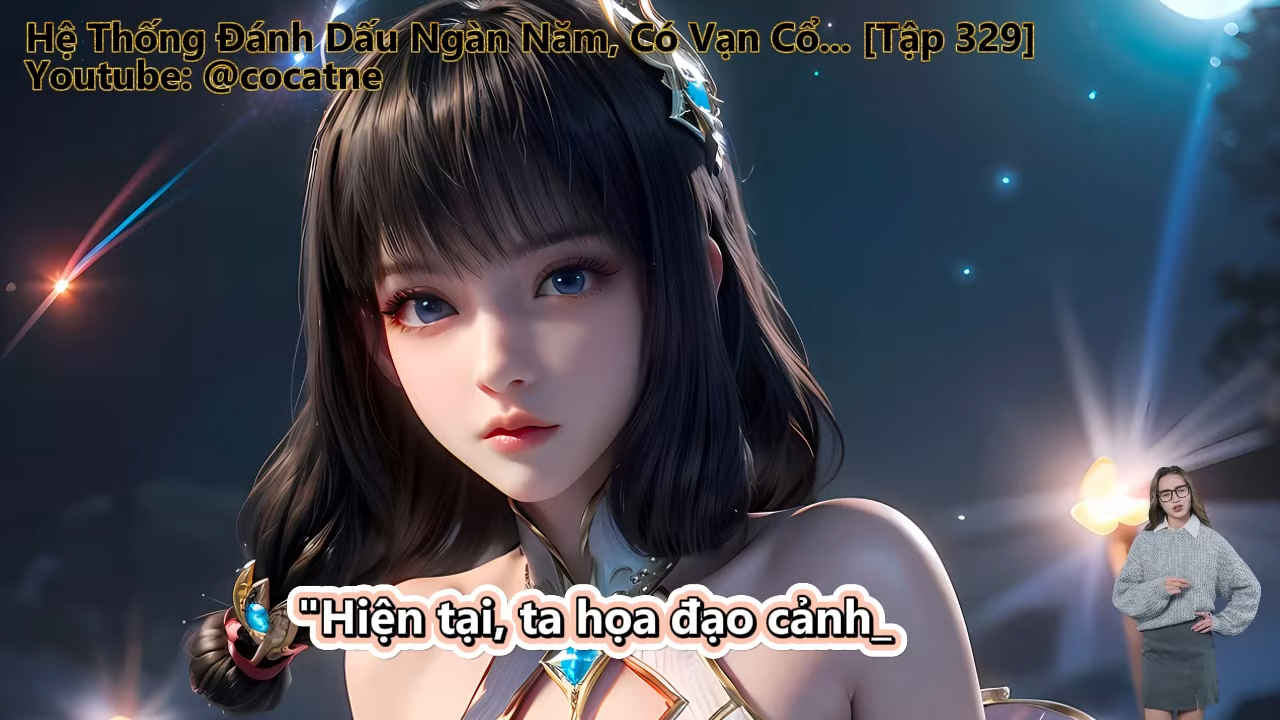 Hệ Thống Đánh Dấu Ngàn Năm, Có Vạn Cổ... [Tập 329]
Youtube: @cocatne
"Hiện tại, ta họa đạo cảnh_